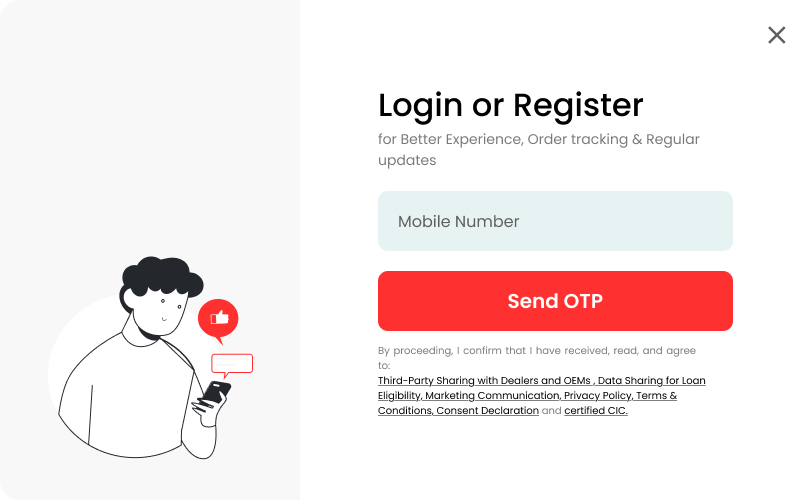 Login or Register
for Better Experience, Order tracking & Regular
updates
Mobile Number
Send OTP
By proceeding, I confirm that I have received, read, and agree
to:
Third-Party Sharing with Dealers and OEMs , Data Sharing for Loan
Eligibility, Marketing Communication, Privacy Policy, Terms &
Conditions, Consent Declaration and certified CIC.